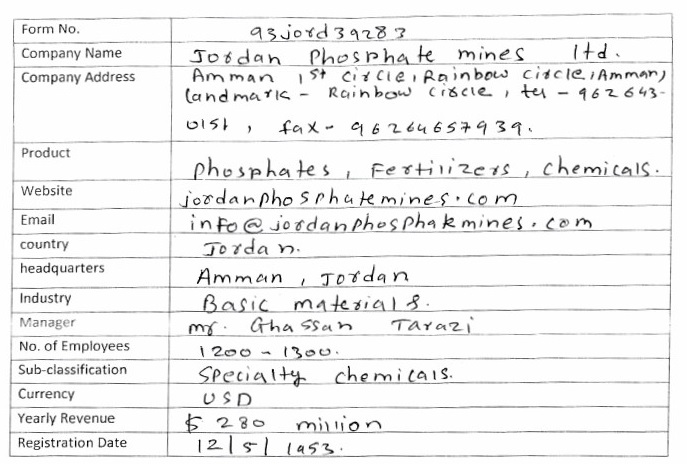 Form No. 93jord39283
Company Name Jordan Phosphate mines ltd.
Company Address Amman 1st Circle, Rainbow circle, Amman,
landmark - Rainbow circle, tel - 962643-
0151, fax - 96264657939.
Product Phosphates, Fertilizers, Chemicals.
Website jordanphosphatemines.com
Email info@jordanphosphatemines.com
country Jordan.
headquarters Amman, Jordan
Industry Basic materials.
Manager mr. Ghassan Tarazi
No. of Employees 1200 - 1300.
Sub-classification Specialty chemicals.
Currency USD
Yearly Revenue $ 280 million
Registration Date 12/5/1953.